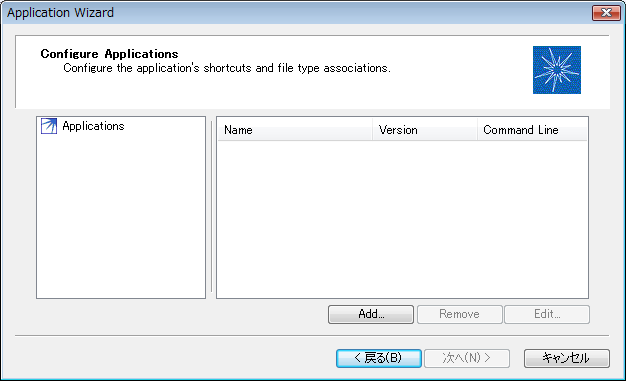 Application Wizard
Configure Applications
Configure the application's shortcuts and file type associations.
Applications
Name Version Command Line
Add... Remove Edit...
< 戻る(B) 次へ(N) > キャンセル